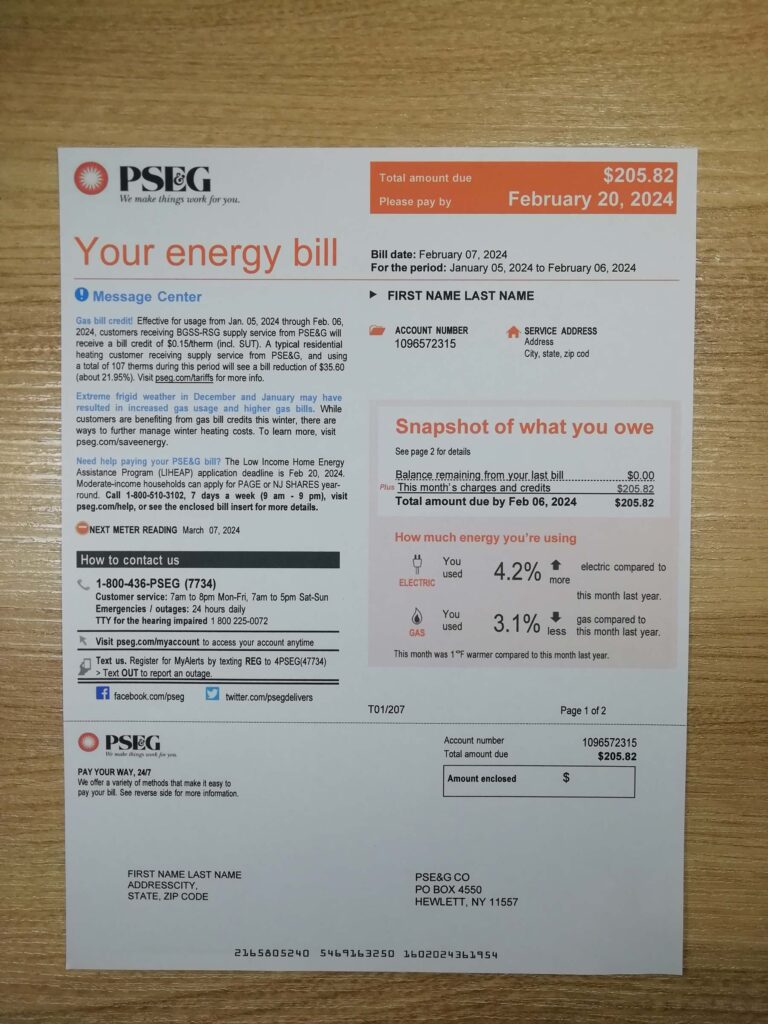 PSE&G
We make things work for you.
Total amount due $205.82
Please pay by February 20, 2024
Your energy bill
Bill date: February 07, 2024
For the period: January 05, 2024 to February 06, 2024
Message Center
Gas bill credit! Effective for usage from Jan. 05, 2024 through Feb. 06,
2024, customers receiving BGSS-RSG supply service from PSE&G will
receive a bill credit of $0.15/therm (incl. SUT). A typical residential
heating customer receiving supply service from PSE&G, and using
a total of 107 therms during this period will see a bill reduction of $35.60
(about 21.95%). Visit pseg.com/tariffs for more info.
Extreme frigid weather in December and January may have
resulted in increased gas usage and higher gas bills. While
customers are benefiting from gas bill credits this winter, there are
ways to further manage winter heating costs. To learn more, visit
pseg.com/saveenergy.
Need help paying your PSE&G bill? The Low Income Home Energy
Assistance Program (LIHEAP) application deadline is Feb 20, 2024.
Moderate-income households can apply for PAGE or NJ SHARES year-
round. Call 1-800-510-3102, 7 days a week (9 am - 9 pm), visit
pseg.com/help, or see the enclosed bill insert for more details.
NEXT METER READING March 07, 2024
How to contact us
1-800-436-PSEG (7734)
Customer service: 7am to 8pm Mon-Fri, 7am to 5pm Sat-Sun
Emergencies / outages: 24 hours daily
TTY for the hearing impaired 1 800 225-0072
Visit pseg.com/myaccount to access your account anytime
Text us. Register for MyAlerts by texting REG to 4PSEG(47734)
> Text OUT to report an outage.
facebook.com/pseg twitter.com/psegdelivers
FIRST NAME LAST NAME
ACCOUNT NUMBER
1096572315
SERVICE ADDRESS
Address
City, state, zip cod
Snapshot of what you owe
See page 2 for details
Balance remaining from your last bill $0.00
Plus This month's charges and credits $205.82
Total amount due by Feb 06, 2024 $205.82
How much energy you're using
ELECTRIC
You used 4.2% more electric compared to
this month last year.
GAS
You used 3.1% less gas compared to
this month last year.
This month was 1°F warmer compared to this month last year.
T01/207 Page 1 of 2
PSE&G
We make things work for you.
PAY YOUR WAY, 24/7
We offer a variety of methods that make it easy to
pay your bill. See reverse side for more information.
Account number 1096572315
Total amount due $205.82
Amount enclosed $
FIRST NAME LAST NAME
ADDRESSCITY,
STATE, ZIP CODE
PSE&G CO
PO BOX 4550
HEWLETT, NY 11557
2165805240 5469163250 1602024361954